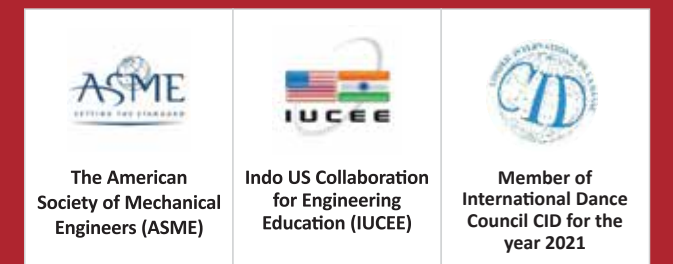 ASME
SETTING THE STANDARD
The American
Society of Mechanical
Engineers (ASME)
IUCEE
Indo US Collaboration
for Engineering
Education (IUCEE)
CID
Member of
International Dance
Council CID for the
year 2021